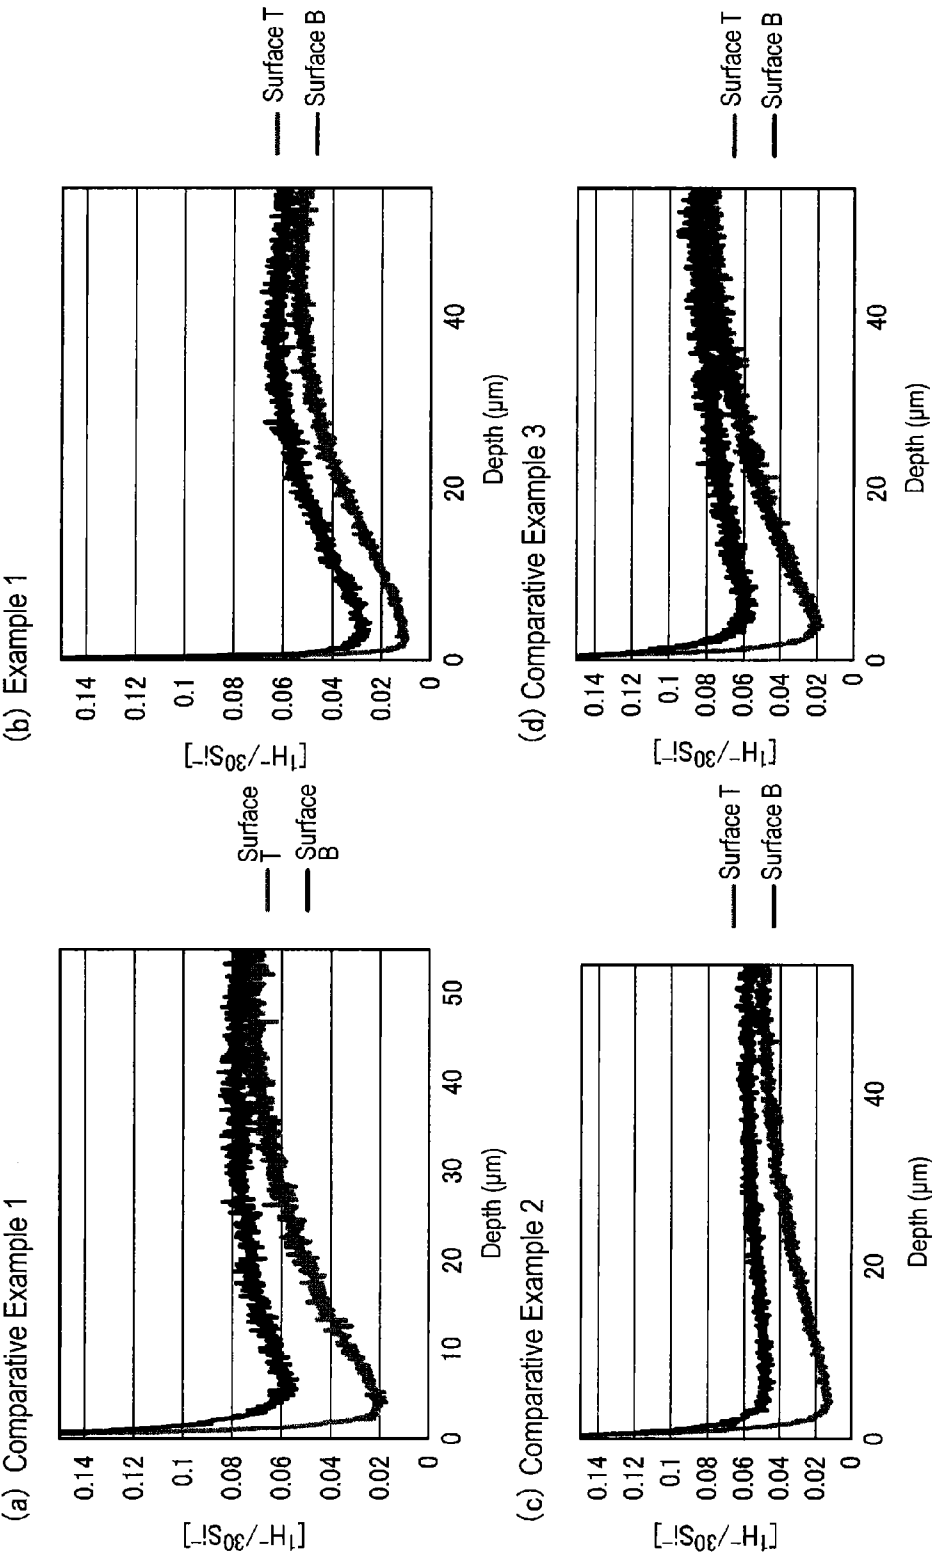 (a) Comparative Example 1
[¹H⁻/³⁰Si⁻]
0.14
0.12
0.1
0.08
0.06
0.04
0.02
0
0
10
20
30
40
50
Depth (μm)
Surface
T
Surface
B
(b) Example 1
[¹H⁻/³⁰Si⁻]
0.14
0.12
0.1
0.08
0.06
0.04
0.02
0
0
20
40
Depth (μm)
Surface T
Surface B
(c) Comparative Example 2
[¹H⁻/³⁰Si⁻]
0.14
0.12
0.1
0.08
0.06
0.04
0.02
0
0
20
40
Depth (μm)
Surface T
Surface B
(d) Comparative Example 3
[¹H⁻/³⁰Si⁻]
0.14
0.12
0.1
0.08
0.06
0.04
0.02
0
0
20
40
Depth (μm)
Surface T
Surface B